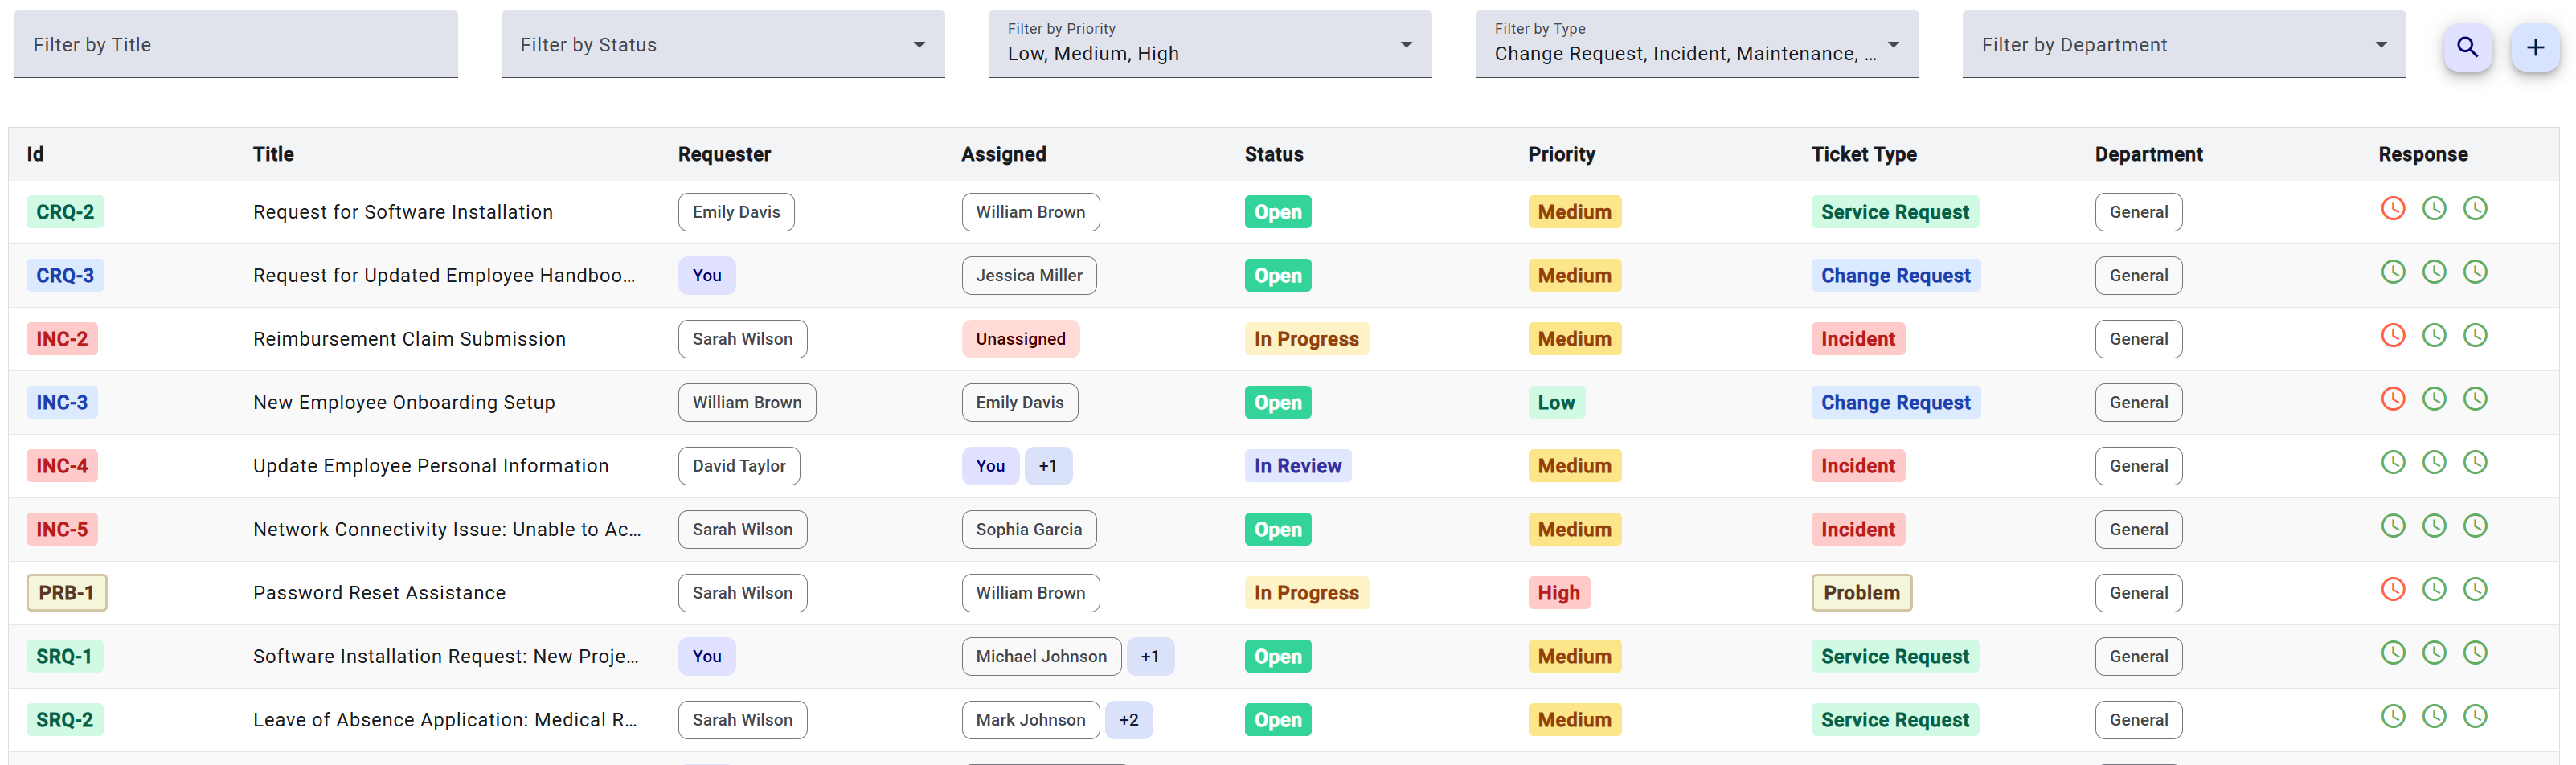 Filter by Title
Filter by Status
Filter by Priority
Low, Medium, High
Filter by Type
Change Request, Incident, Maintenance, ...
Filter by Department
Id Title Requester Assigned Status Priority Ticket Type Department Response
CRQ-2 Request for Software Installation Emily Davis William Brown Open Medium Service Request General
CRQ-3 Request for Updated Employee Handboo... You Jessica Miller Open Medium Change Request General
INC-2 Reimbursement Claim Submission Sarah Wilson Unassigned In Progress Medium Incident General
INC-3 New Employee Onboarding Setup William Brown Emily Davis Open Low Change Request General
INC-4 Update Employee Personal Information David Taylor You +1 In Review Medium Incident General
INC-5 Network Connectivity Issue: Unable to Ac... Sarah Wilson Sophia Garcia Open Medium Incident General
PRB-1 Password Reset Assistance Sarah Wilson William Brown In Progress High Problem General
SRQ-1 Software Installation Request: New Proje... You Michael Johnson +1 Open Medium Service Request General
SRQ-2 Leave of Absence Application: Medical R... Sarah Wilson Mark Johnson +2 Open Medium Service Request General